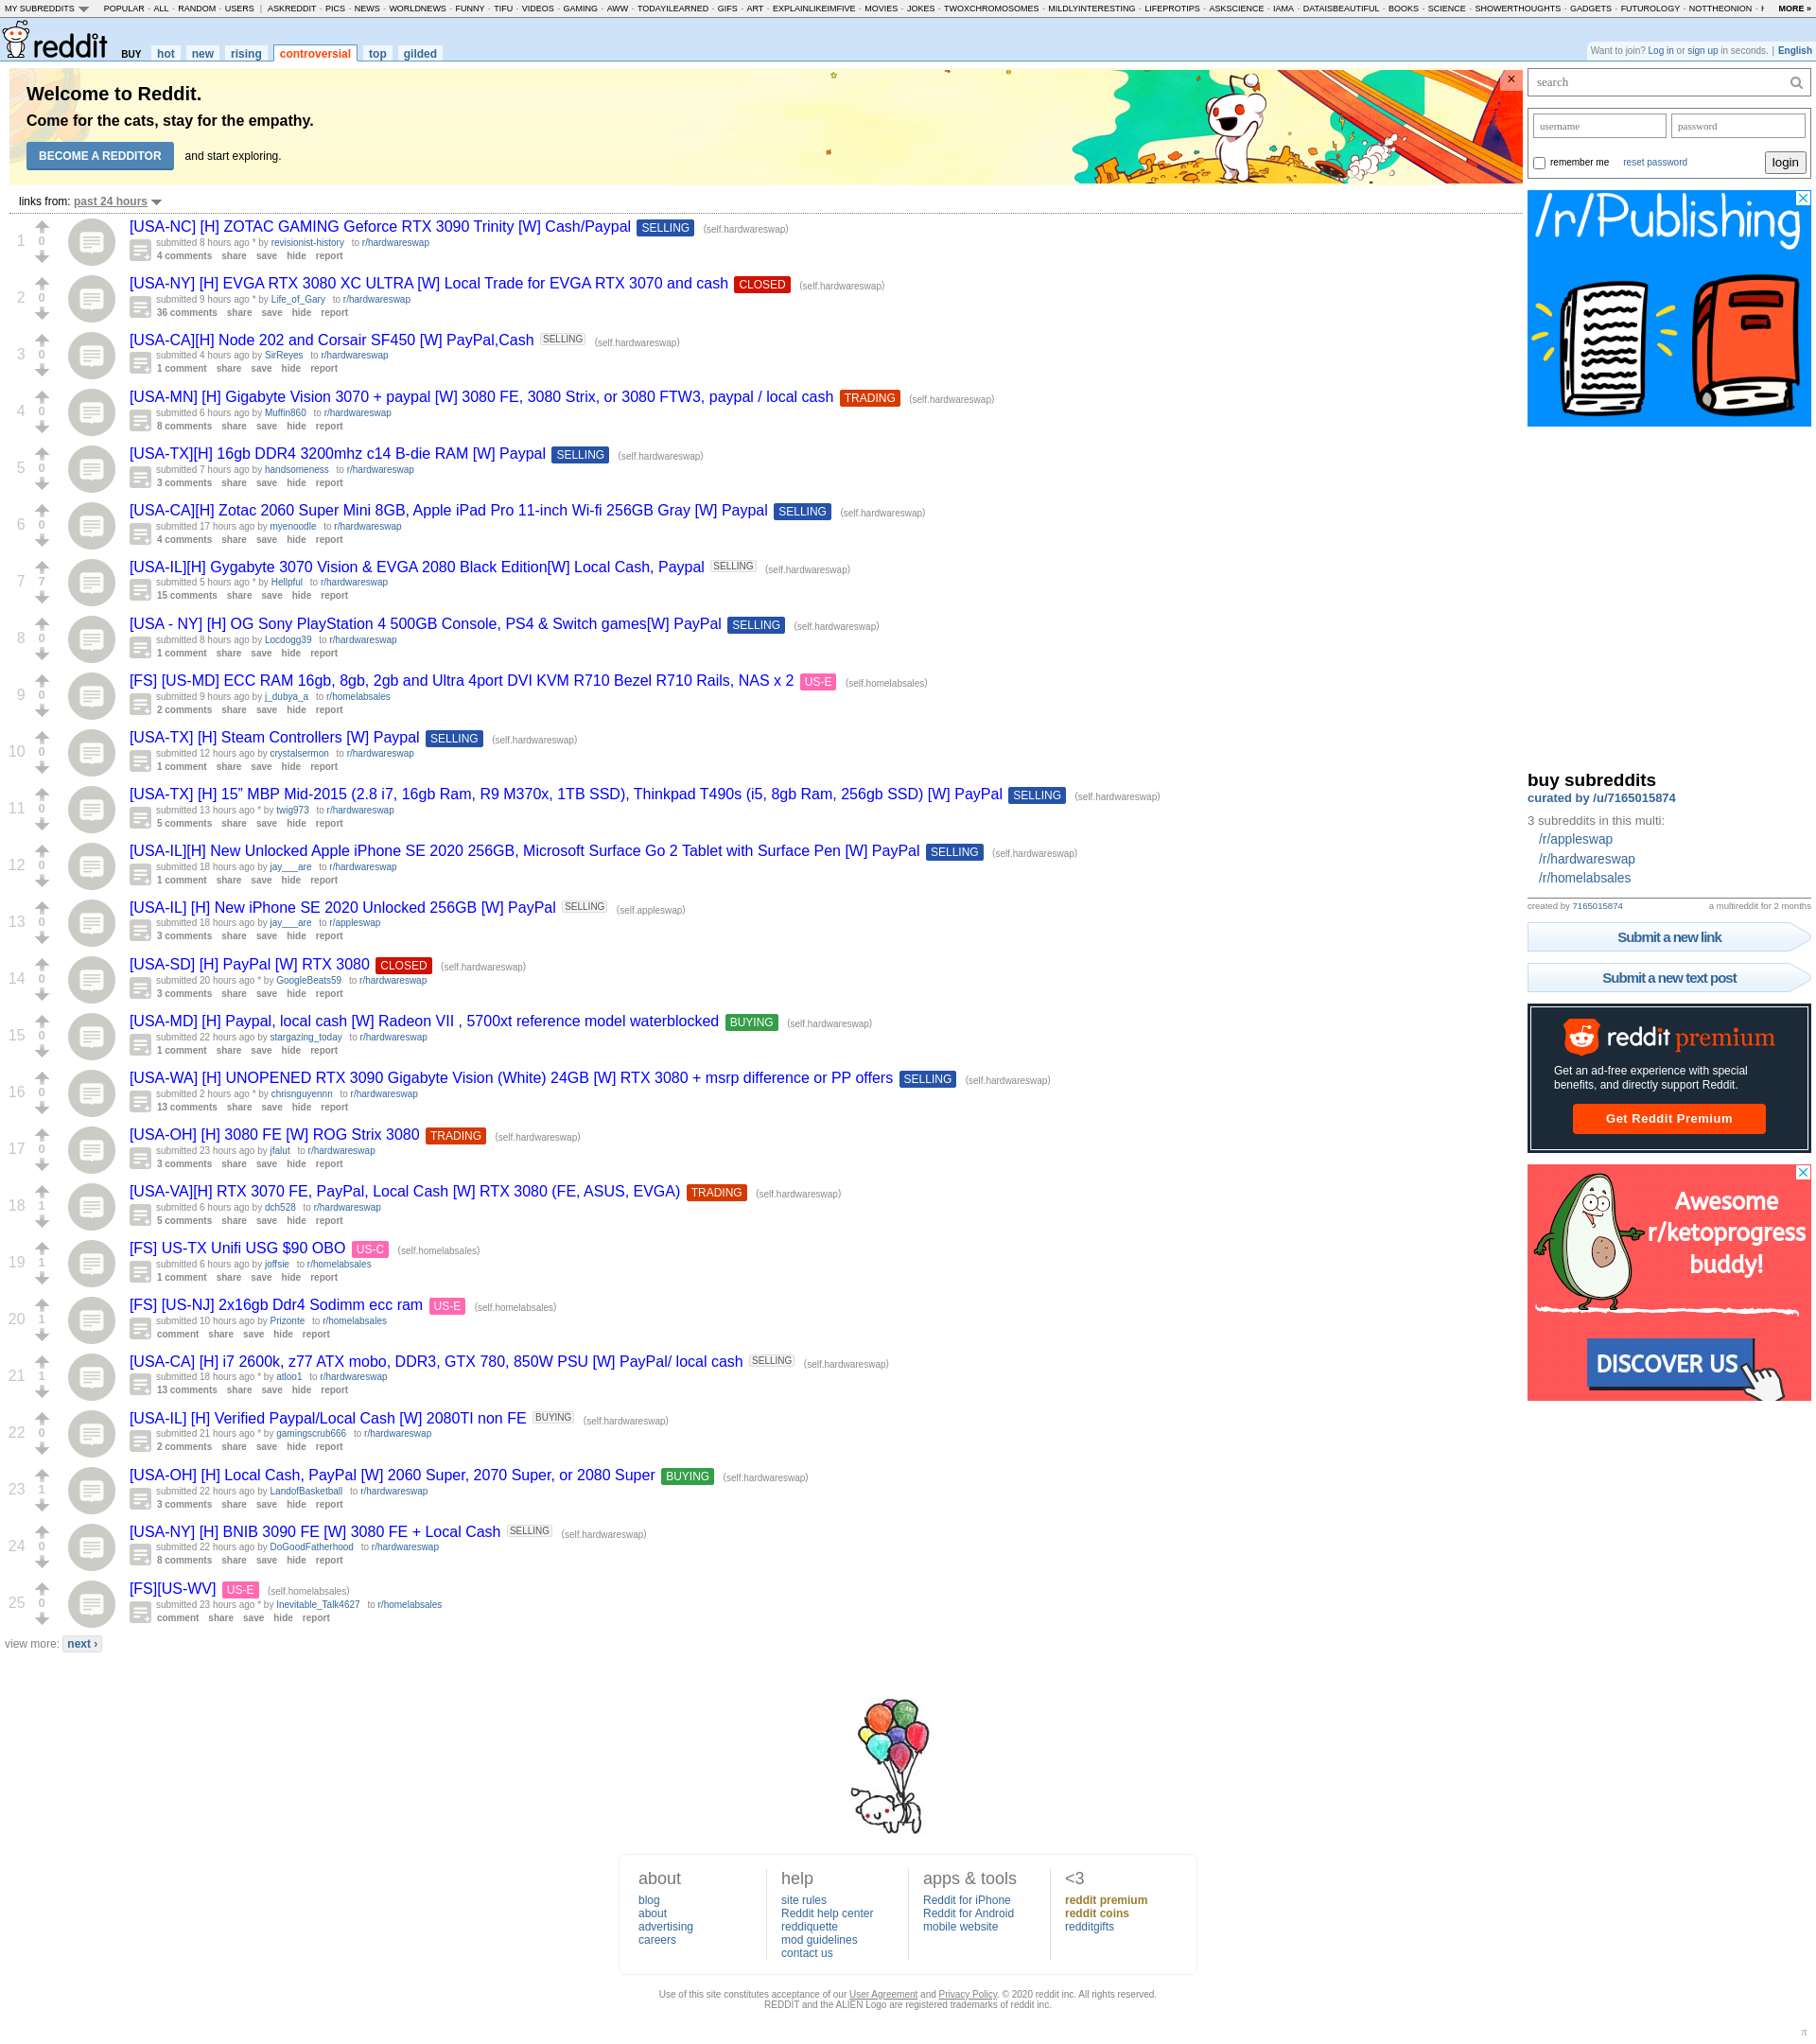 MY SUBREDDITS POPULAR - ALL - RANDOM - USERS | ASKREDDIT - PICS - NEWS - WORLDNEWS - FUNNY - TIFU - VIDEOS - GAMING - AWW - TODAYILEARNED - GIFS - ART - EXPLAINLIKEIMFIVE - MOVIES - JOKES - TWOXCHROMOSOMES - MILDLYINTERESTING - LIFEPROTIPS - ASKSCIENCE - IAMA - DATAISBEAUTIFUL - BOOKS - SCIENCE - SHOWERTHOUGHTS - GADGETS - FUTUROLOGY - NOTTHEONION - MORE »
reddit BUY hot new rising controversial top gilded
Want to join? Log in or sign up in seconds. | English
Welcome to Reddit.
Come for the cats, stay for the empathy.
BECOME A REDDITOR and start exploring.
×
links from: past 24 hours
1 0 [USA-NC] [H] ZOTAC GAMING Geforce RTX 3090 Trinity [W] Cash/Paypal SELLING (self.hardwareswap)
submitted 8 hours ago * by revisionist-history to r/hardwareswap
4 comments share save hide report
2 0 [USA-NY] [H] EVGA RTX 3080 XC ULTRA [W] Local Trade for EVGA RTX 3070 and cash CLOSED (self.hardwareswap)
submitted 9 hours ago * by Life_of_Gary to r/hardwareswap
36 comments share save hide report
3 0 [USA-CA][H] Node 202 and Corsair SF450 [W] PayPal,Cash SELLING (self.hardwareswap)
submitted 4 hours ago by SirReyes to r/hardwareswap
1 comment share save hide report
4 0 [USA-MN] [H] Gigabyte Vision 3070 + paypal [W] 3080 FE, 3080 Strix, or 3080 FTW3, paypal / local cash TRADING (self.hardwareswap)
submitted 6 hours ago by Muffin860 to r/hardwareswap
8 comments share save hide report
5 0 [USA-TX][H] 16gb DDR4 3200mhz c14 B-die RAM [W] Paypal SELLING (self.hardwareswap)
submitted 7 hours ago by handsomeness to r/hardwareswap
3 comments share save hide report
6 0 [USA-CA][H] Zotac 2060 Super Mini 8GB, Apple iPad Pro 11-inch Wi-fi 256GB Gray [W] Paypal SELLING (self.hardwareswap)
submitted 17 hours ago by myenoodle to r/hardwareswap
4 comments share save hide report
7 7 [USA-IL][H] Gygabyte 3070 Vision & EVGA 2080 Black Edition[W] Local Cash, Paypal SELLING (self.hardwareswap)
submitted 5 hours ago * by Hellpful to r/hardwareswap
15 comments share save hide report
8 0 [USA - NY] [H] OG Sony PlayStation 4 500GB Console, PS4 & Switch games[W] PayPal SELLING (self.hardwareswap)
submitted 8 hours ago by Locdogg39 to r/hardwareswap
1 comment share save hide report
9 0 [FS] [US-MD] ECC RAM 16gb, 8gb, 2gb and Ultra 4port DVI KVM R710 Bezel R710 Rails, NAS x 2 US-E (self.homelabsales)
submitted 9 hours ago by j_dubya_a to r/homelabsales
2 comments share save hide report
10 0 [USA-TX] [H] Steam Controllers [W] Paypal SELLING (self.hardwareswap)
submitted 12 hours ago by crystalsermon to r/hardwareswap
1 comment share save hide report
11 0 [USA-TX] [H] 15” MBP Mid-2015 (2.8 i7, 16gb Ram, R9 M370x, 1TB SSD), Thinkpad T490s (i5, 8gb Ram, 256gb SSD) [W] PayPal SELLING (self.hardwareswap)
submitted 13 hours ago * by twig973 to r/hardwareswap
5 comments share save hide report
12 0 [USA-IL][H] New Unlocked Apple iPhone SE 2020 256GB, Microsoft Surface Go 2 Tablet with Surface Pen [W] PayPal SELLING (self.hardwareswap)
submitted 18 hours ago by jay___are to r/hardwareswap
1 comment share save hide report
13 0 [USA-IL] [H] New iPhone SE 2020 Unlocked 256GB [W] PayPal SELLING (self.appleswap)
submitted 18 hours ago by jay___are to r/appleswap
3 comments share save hide report
14 0 [USA-SD] [H] PayPal [W] RTX 3080 CLOSED (self.hardwareswap)
submitted 20 hours ago * by GoogleBeats59 to r/hardwareswap
3 comments share save hide report
15 0 [USA-MD] [H] Paypal, local cash [W] Radeon VII , 5700xt reference model waterblocked BUYING (self.hardwareswap)
submitted 22 hours ago by stargazing_today to r/hardwareswap
1 comment share save hide report
16 0 [USA-WA] [H] UNOPENED RTX 3090 Gigabyte Vision (White) 24GB [W] RTX 3080 + msrp difference or PP offers SELLING (self.hardwareswap)
submitted 2 hours ago * by chrisnguyennn to r/hardwareswap
13 comments share save hide report
17 0 [USA-OH] [H] 3080 FE [W] ROG Strix 3080 TRADING (self.hardwareswap)
submitted 23 hours ago by jfalut to r/hardwareswap
3 comments share save hide report
18 1 [USA-VA][H] RTX 3070 FE, PayPal, Local Cash [W] RTX 3080 (FE, ASUS, EVGA) TRADING (self.hardwareswap)
submitted 6 hours ago by dch528 to r/hardwareswap
5 comments share save hide report
19 1 [FS] US-TX Unifi USG $90 OBO US-C (self.homelabsales)
submitted 6 hours ago by joffsie to r/homelabsales
1 comment share save hide report
20 1 [FS] [US-NJ] 2x16gb Ddr4 Sodimm ecc ram US-E (self.homelabsales)
submitted 10 hours ago by Prizonte to r/homelabsales
comment share save hide report
21 1 [USA-CA] [H] i7 2600k, z77 ATX mobo, DDR3, GTX 780, 850W PSU [W] PayPal/ local cash SELLING (self.hardwareswap)
submitted 18 hours ago * by atloo1 to r/hardwareswap
13 comments share save hide report
22 0 [USA-IL] [H] Verified Paypal/Local Cash [W] 2080TI non FE BUYING (self.hardwareswap)
submitted 21 hours ago * by gamingscrub666 to r/hardwareswap
2 comments share save hide report
23 1 [USA-OH] [H] Local Cash, PayPal [W] 2060 Super, 2070 Super, or 2080 Super BUYING (self.hardwareswap)
submitted 22 hours ago by LandofBasketball to r/hardwareswap
3 comments share save hide report
24 0 [USA-NY] [H] BNIB 3090 FE [W] 3080 FE + Local Cash SELLING (self.hardwareswap)
submitted 22 hours ago by DoGoodFatherhood to r/hardwareswap
8 comments share save hide report
25 0 [FS][US-WV] US-E (self.homelabsales)
submitted 23 hours ago * by Inevitable_Talk4627 to r/homelabsales
comment share save hide report
view more: next ›
search
username password
remember me reset password login
/r/Publishing
buy subreddits
curated by /u/7165015874
3 subreddits in this multi:
/r/appleswap
/r/hardwareswap
/r/homelabsales
created by 7165015874 a multireddit for 2 months
Submit a new link
Submit a new text post
reddit premium
Get an ad-free experience with special
benefits, and directly support Reddit.
Get Reddit Premium
Awesome
r/ketoprogress
buddy!
DISCOVER US
about
blog
about
advertising
careers
help
site rules
Reddit help center
reddiquette
mod guidelines
contact us
apps & tools
Reddit for iPhone
Reddit for Android
mobile website
<3
reddit premium
reddit coins
redditgifts
Use of this site constitutes acceptance of our User Agreement and Privacy Policy. © 2020 reddit inc. All rights reserved.
REDDIT and the ALIEN Logo are registered trademarks of reddit inc.
π